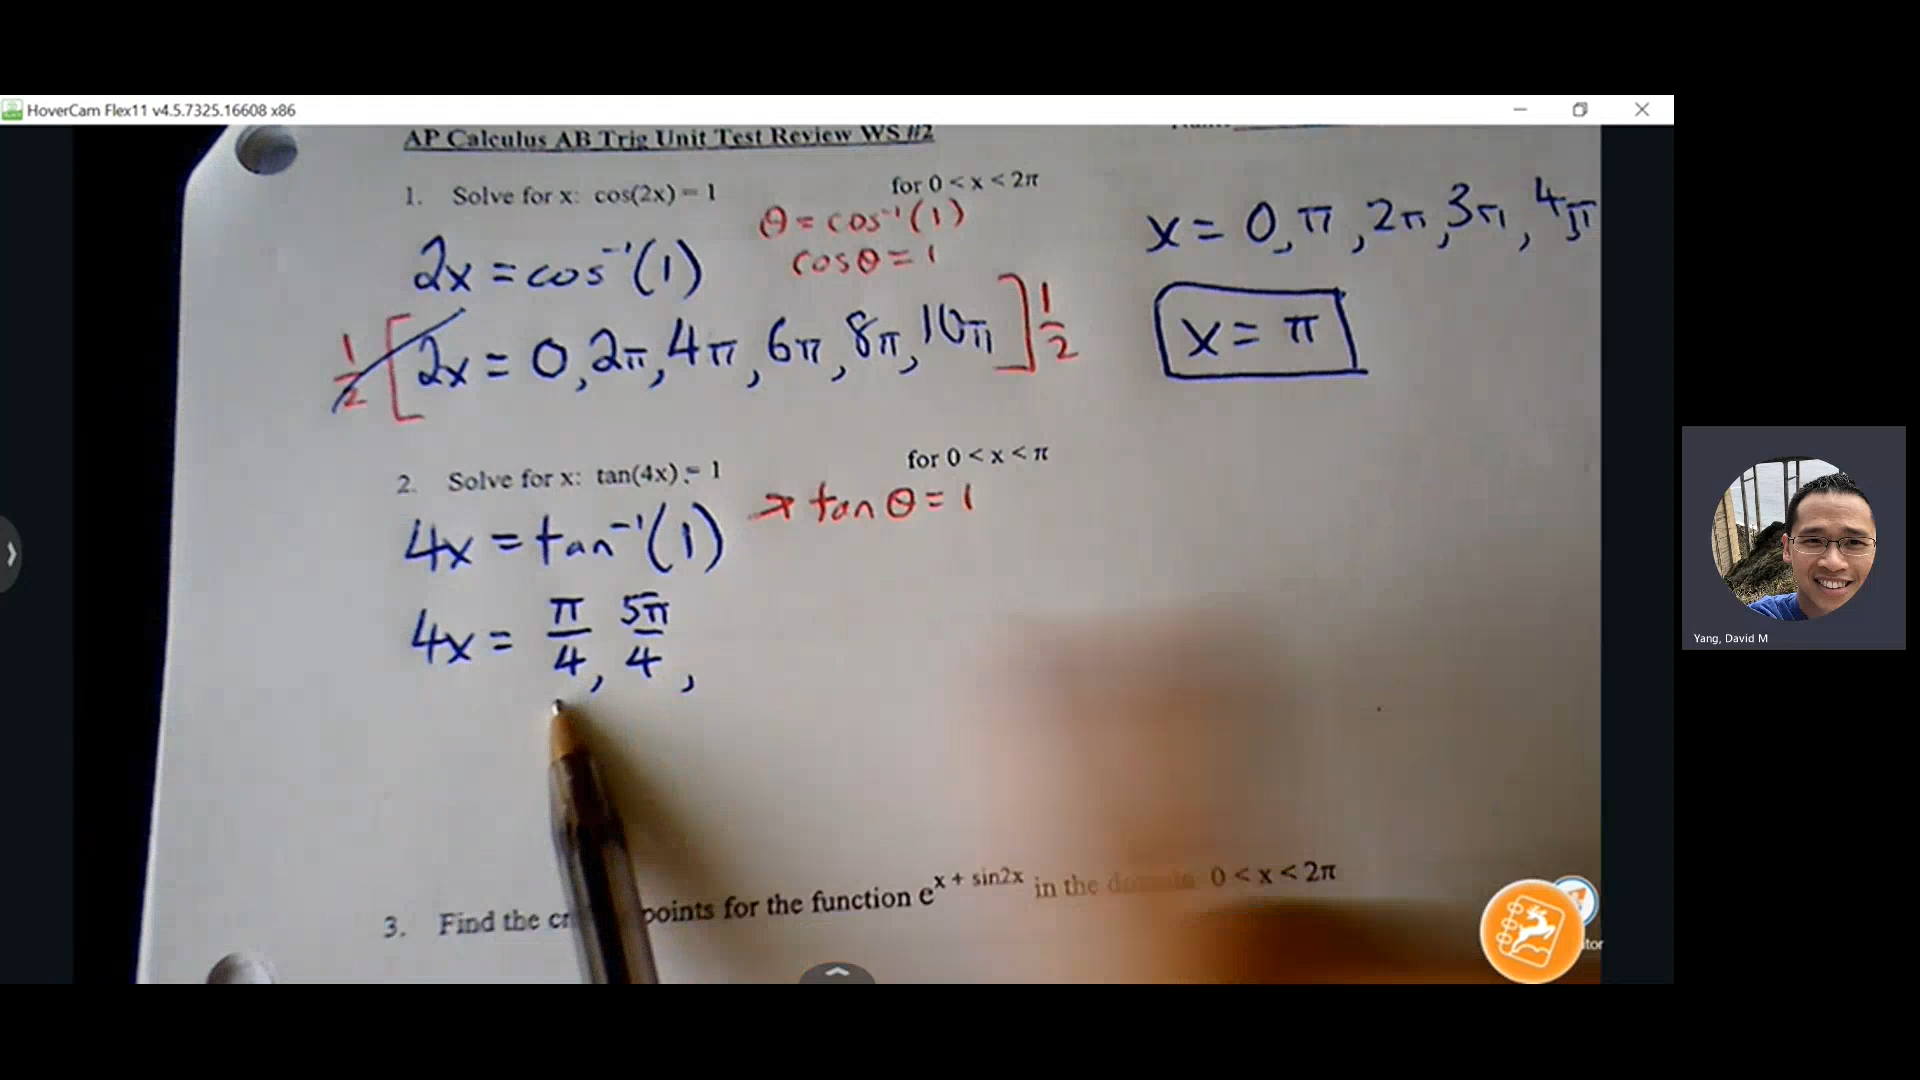 HoverCam Flex11 v4.5.7325.16608 x86
AP Calculus AB Trig Unit Test Review WS #2
1. Solve for x: cos(2x) = 1 for 0 < x < 2π
θ = cos⁻¹(1)
cosθ = 1
2x = cos⁻¹(1)
1/2 [2x = 0, 2π, 4π, 6π, 8π, 10π] 1/2
x = 0, π, 2π, 3π, 4π
x = π
2. Solve for x: tan(4x) = 1 for 0 < x < π
4x = tan⁻¹(1) → tan θ = 1
4x = π/4, 5π/4,
3. Find the points for the function e^(x + sin2x) in the 0 < x < 2π
Yang, David M